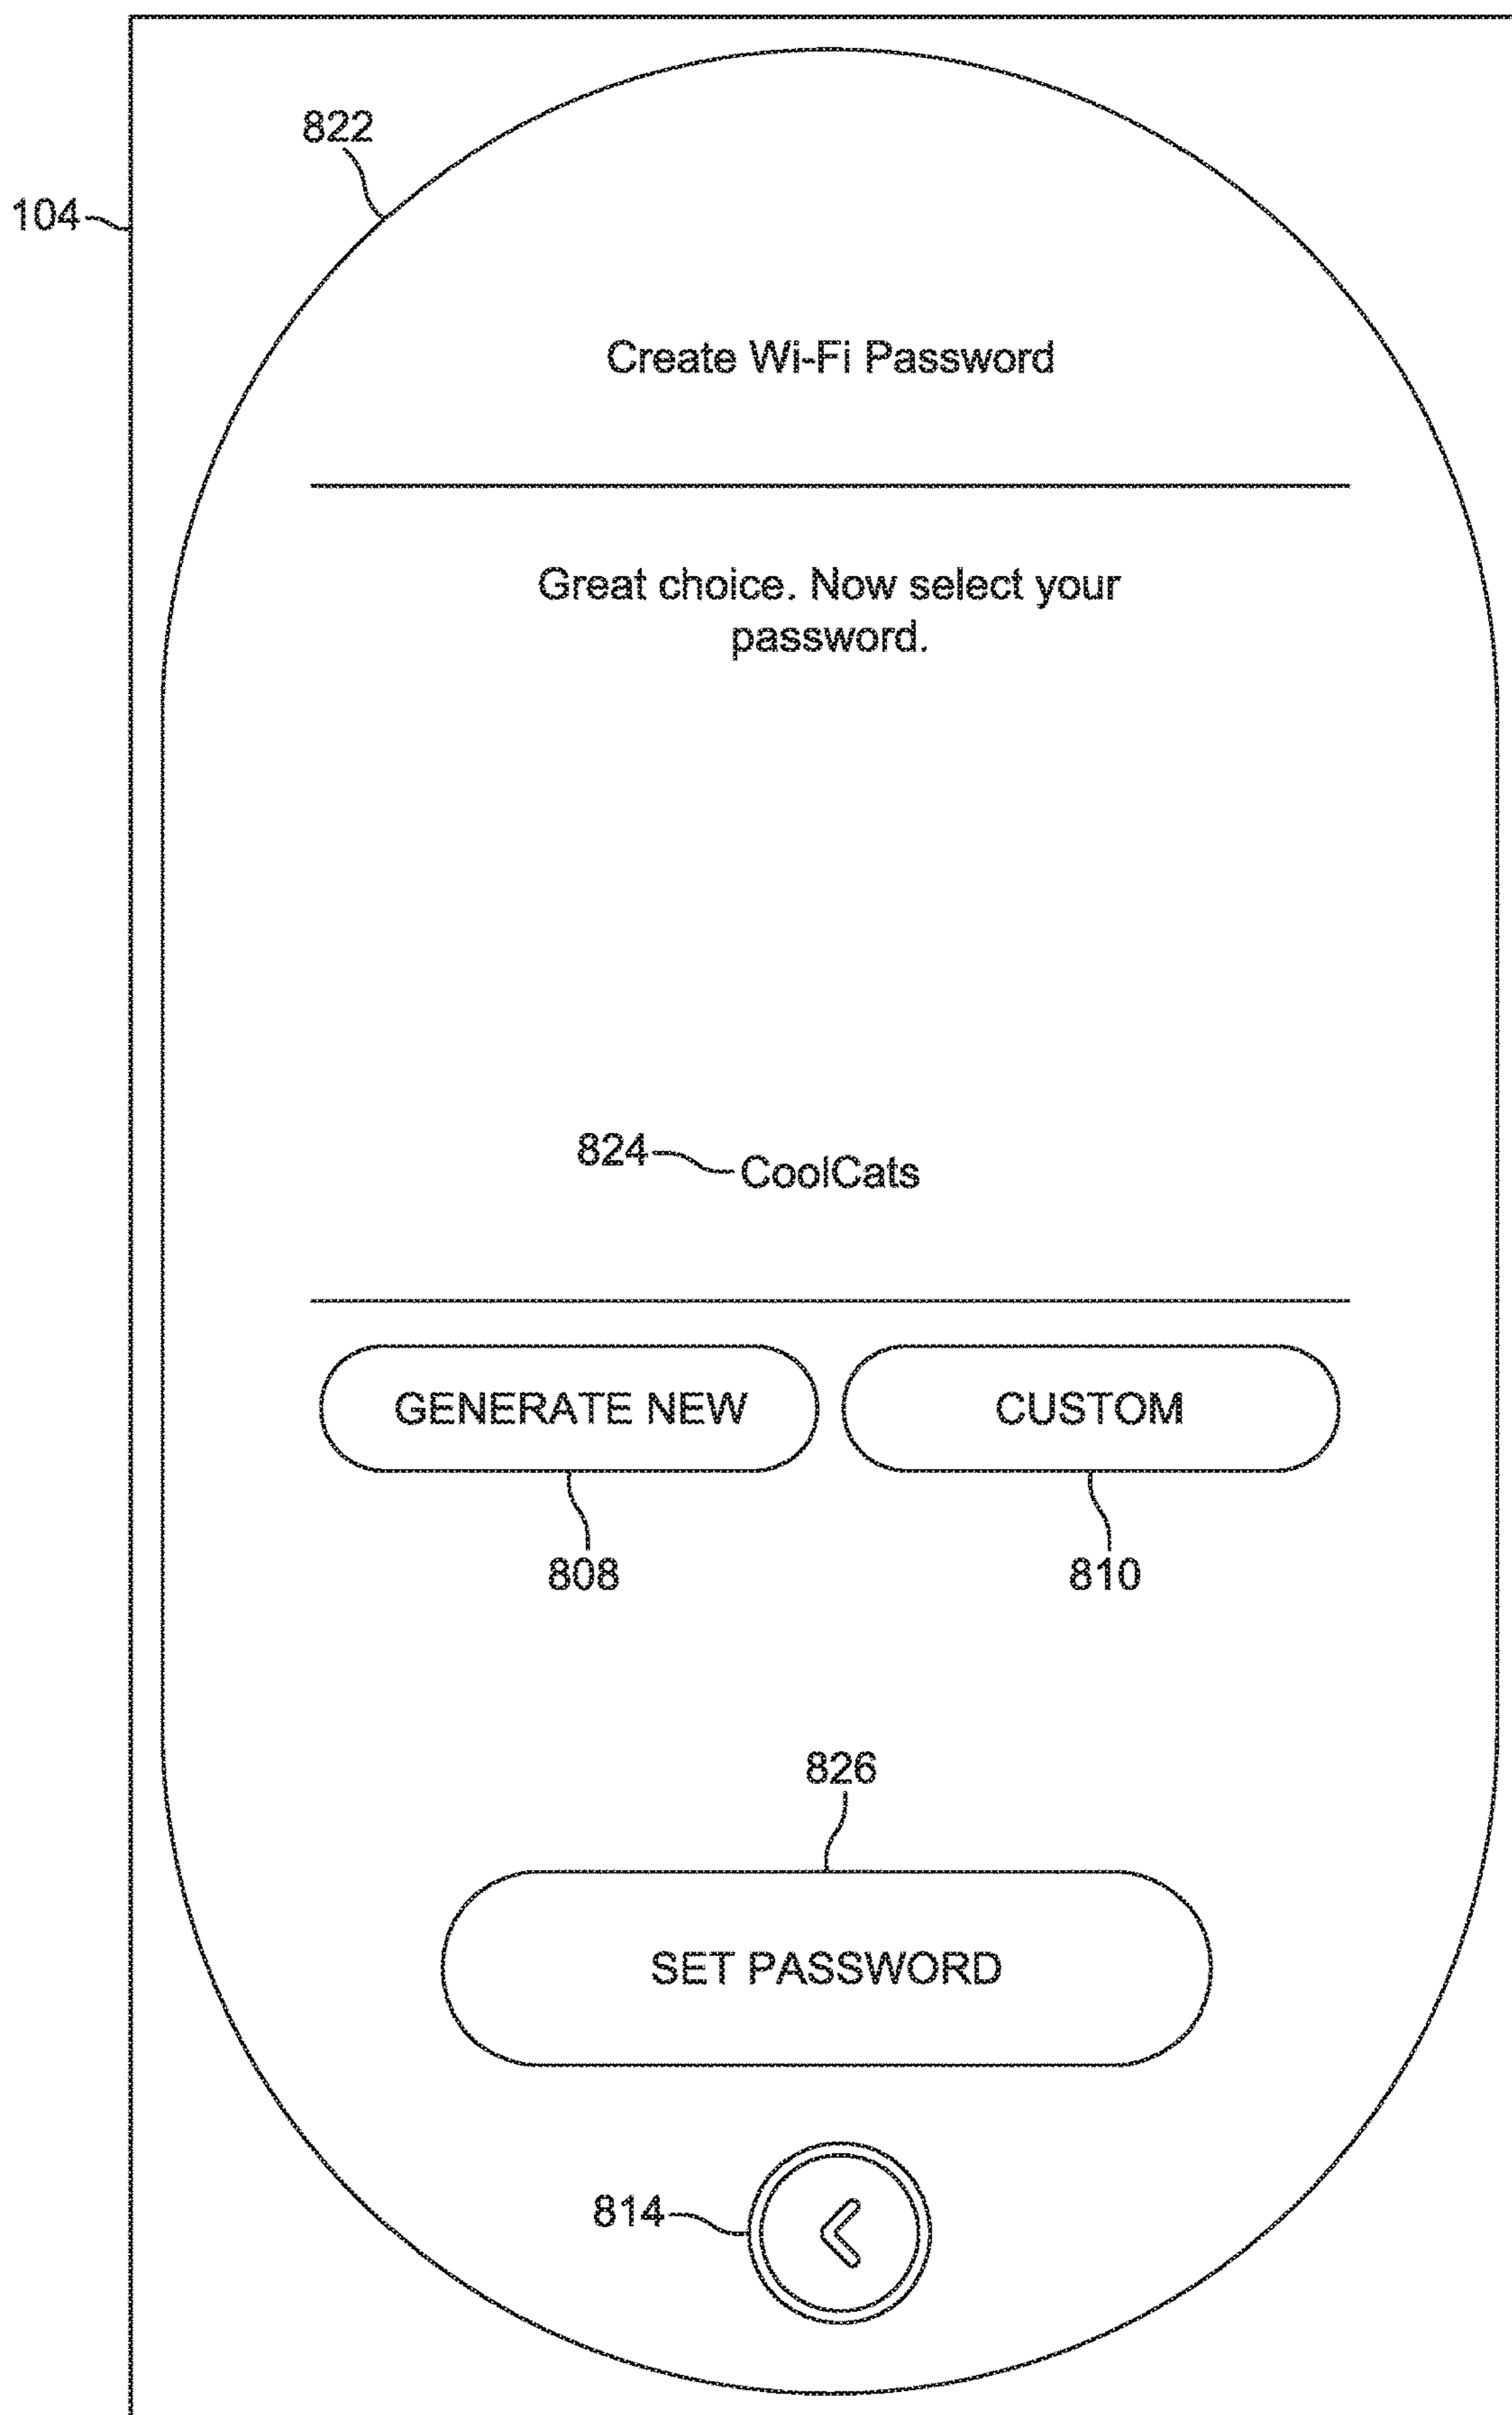 822
104
Create Wi-Fi Password
Great choice. Now select your
password.
824
CoolCats
GENERATE NEW
CUSTOM
808
810
826
SET PASSWORD
814